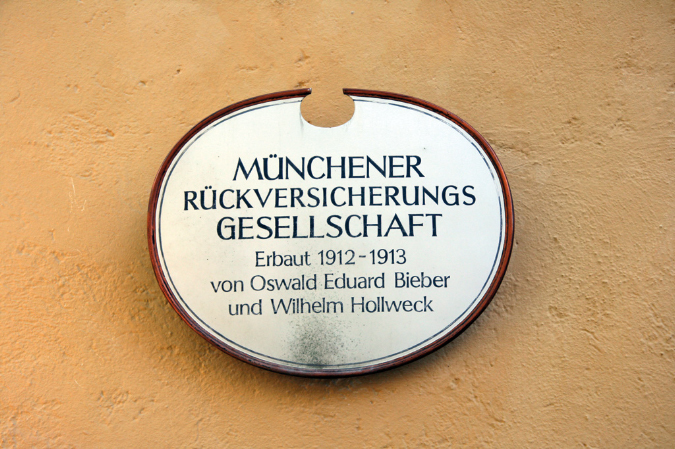 MÜNCHENER
RÜCKVERSICHERUNGS
GESELLSCHAFT
Erbaut 1912-1913
von Oswald Eduard Bieber
und Wilhelm Hollweck